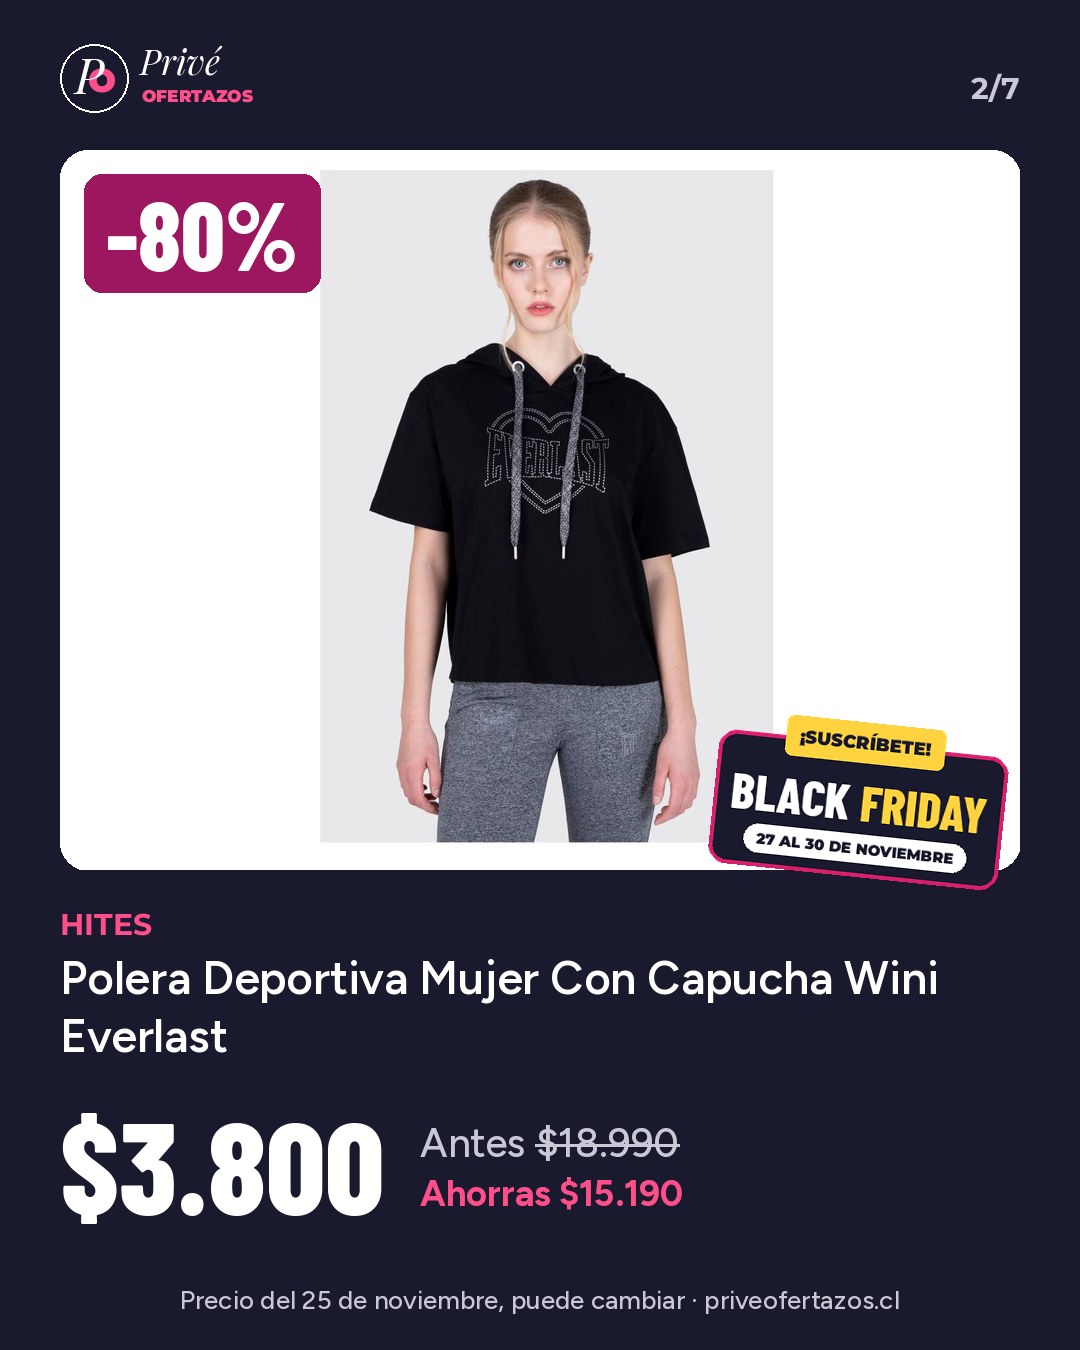 Po
Privé
OFERTAZOS
2/7
-80%
EVERLAST
¡SUSCRÍBETE!
BLACK FRIDAY
27 AL 30 DE NOVIEMBRE
HITES
Polera Deportiva Mujer Con Capucha Wini
Everlast
$3.800
Antes $18.990
Ahorras $15.190
Precio del 25 de noviembre, puede cambiar · priveofertazos.cl